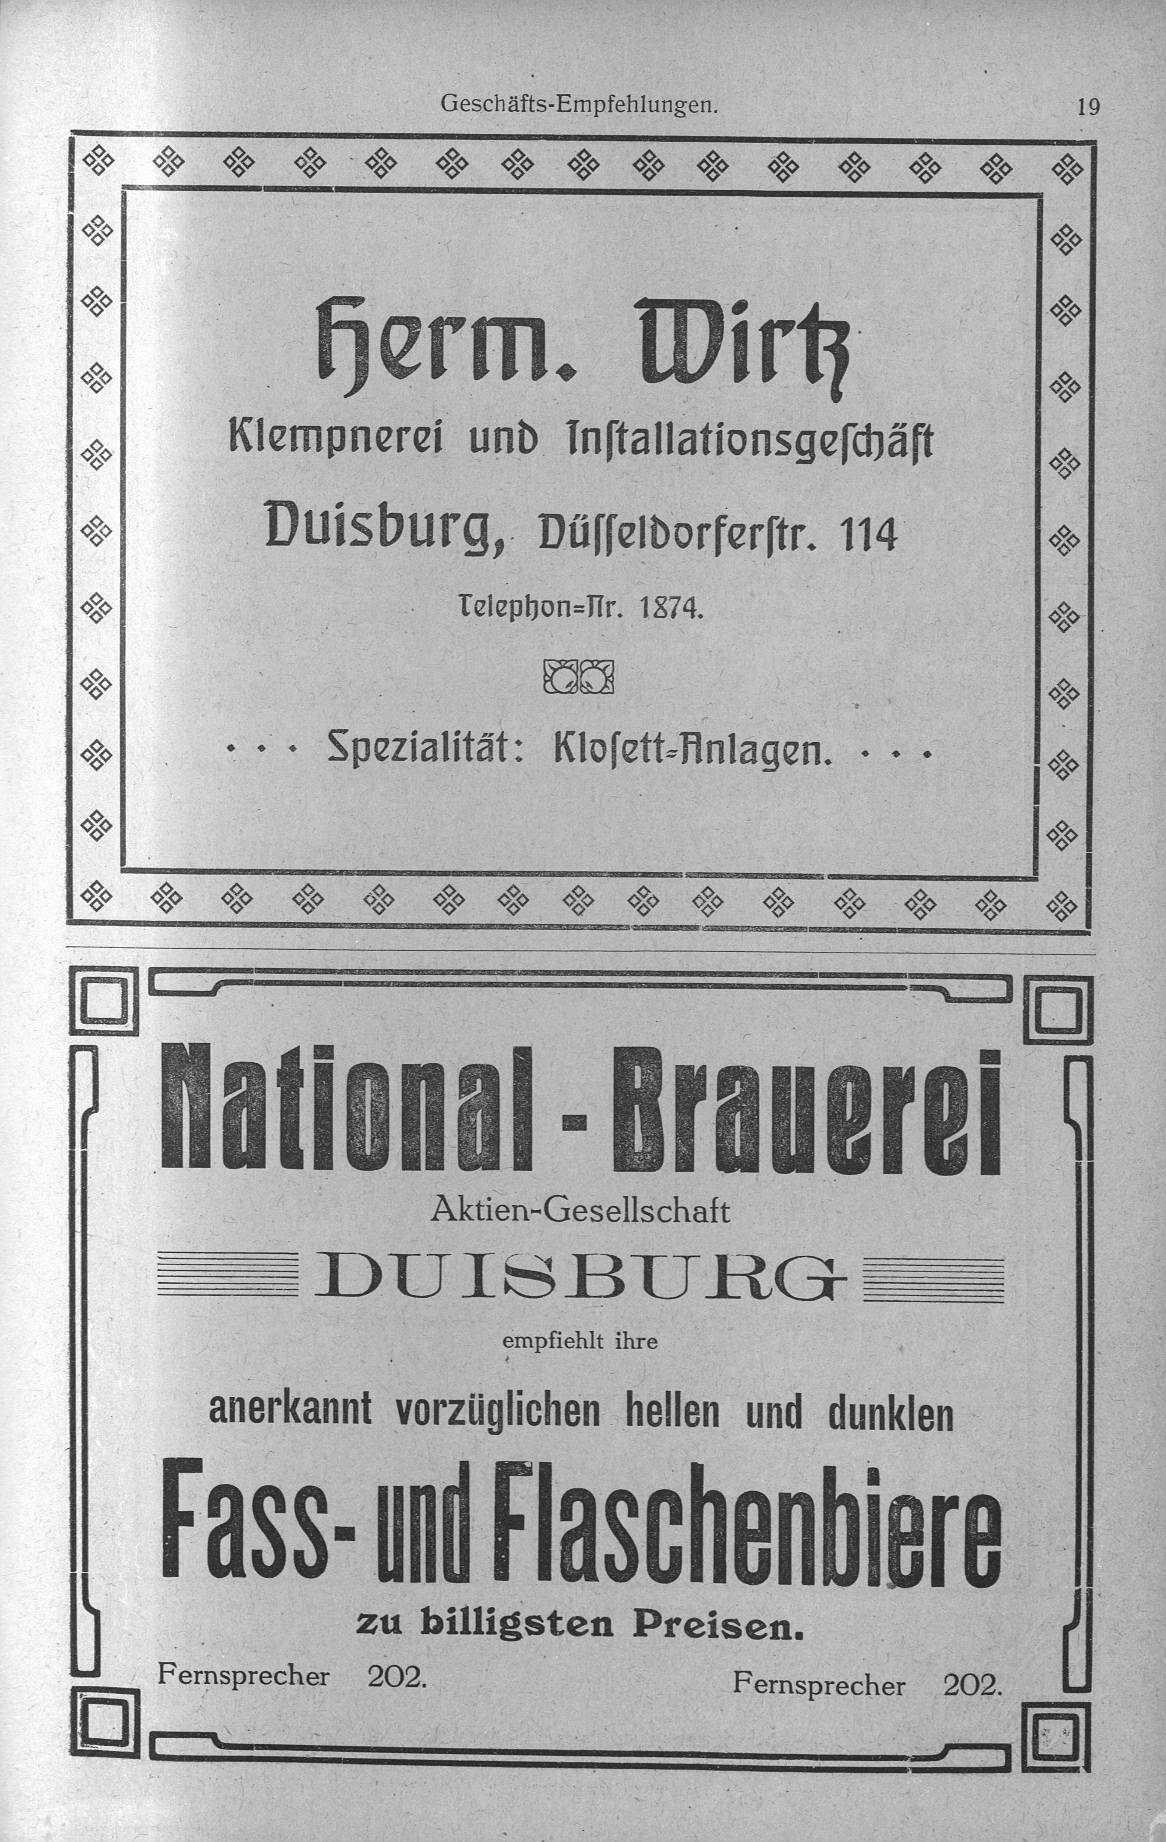 Geschäfts-Empfehlungen. 19
Herm. Wirtz
Klempnerei und Inſtallationsgeſchäft
Duisburg, Düſſeldorferſtr. 114
Telephon=Nr. 1874.
. . . Spezialität: Kloſett=Anlagen. . . .
National-Brauerei
Aktien-Gesellschaft
DUISBURG
empfiehlt ihre
anerkannt vorzüglichen hellen und dunklen
Fass- und Flaschenbiere
zu billigsten Preisen.
Fernsprecher 202. Fernsprecher 202.